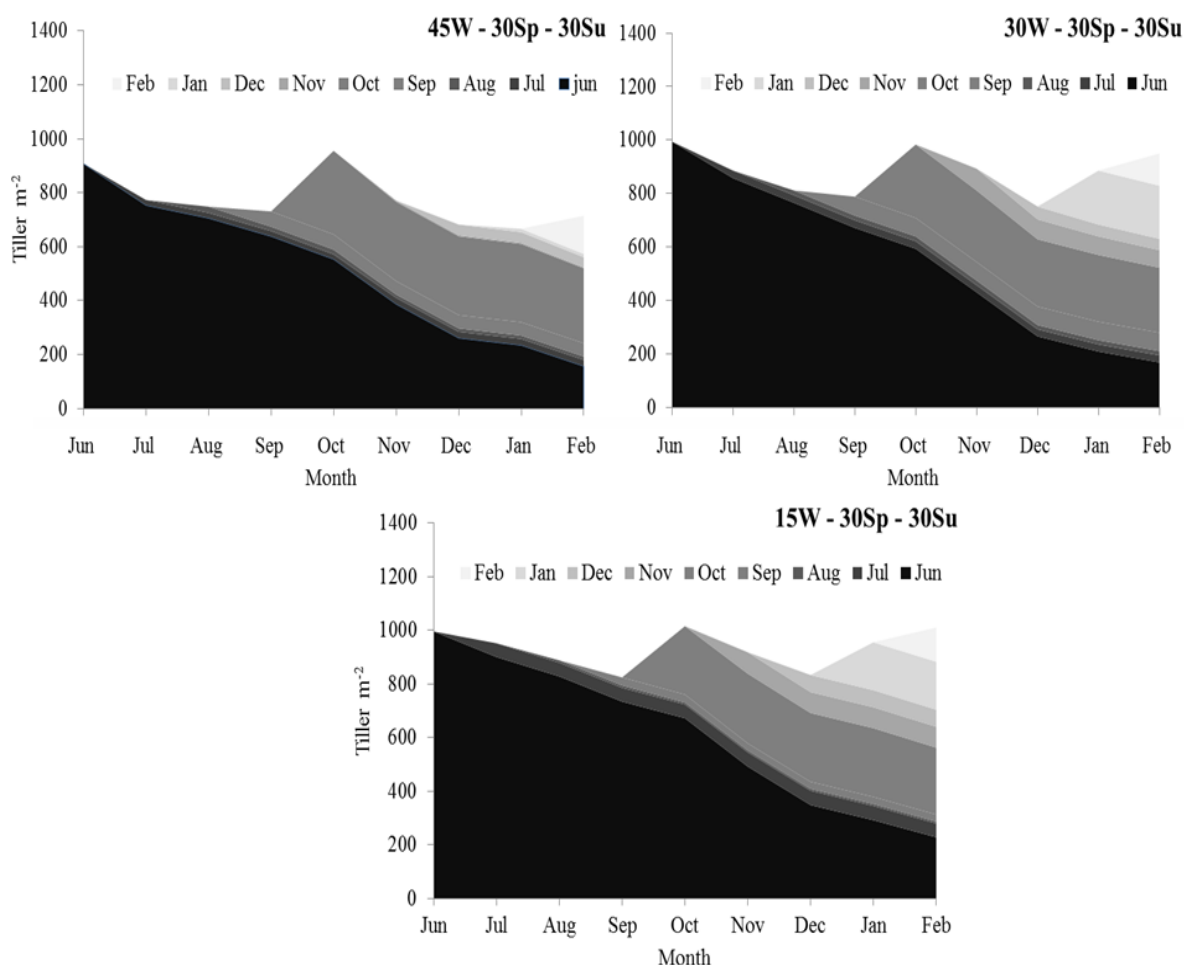 45W - 30Sp - 30Su
1400
1200
1000
800
600
400
200
0
Tiller m-2
Feb Jan Dec Nov Oct Sep Aug Jul jun
Jun Jul Aug Sep Oct Nov Dec Jan Feb
Month
30W - 30Sp - 30Su
1400
1200
1000
800
600
400
200
0
Feb Jan Dec Nov Oct Sep Aug Jul Jun
Jun Jul Aug Sep Oct Nov Dec Jan Feb
Month
15W - 30Sp - 30Su
1400
1200
1000
800
600
400
200
0
Tiller m-2
Feb Jan Dec Nov Oct Sep Aug Jul Jun
Jun Jul Aug Sep Oct Nov Dec Jan Feb
Month